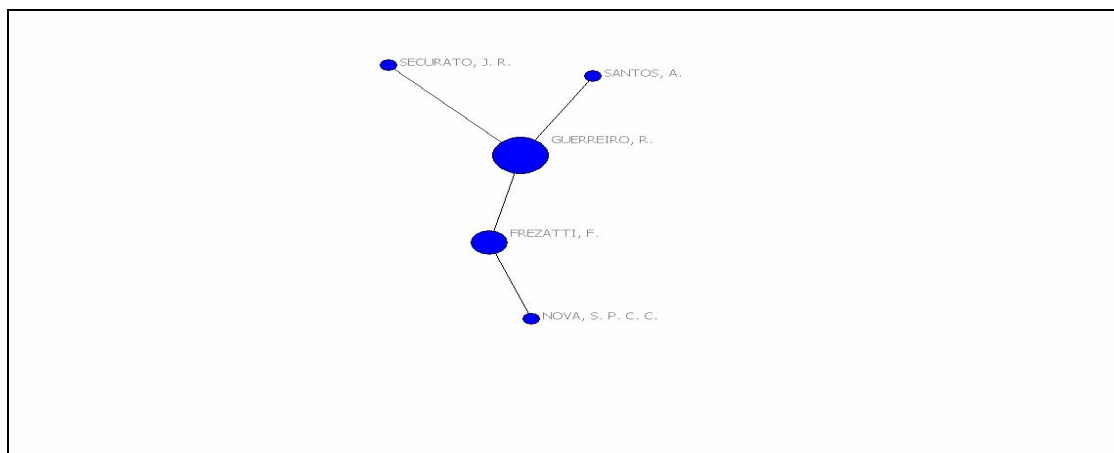 SECURATO, J. R.
SANTOS, A.
GUERREIRO, R.
FREZATTI, F.
NOVA, S. P. C. C.